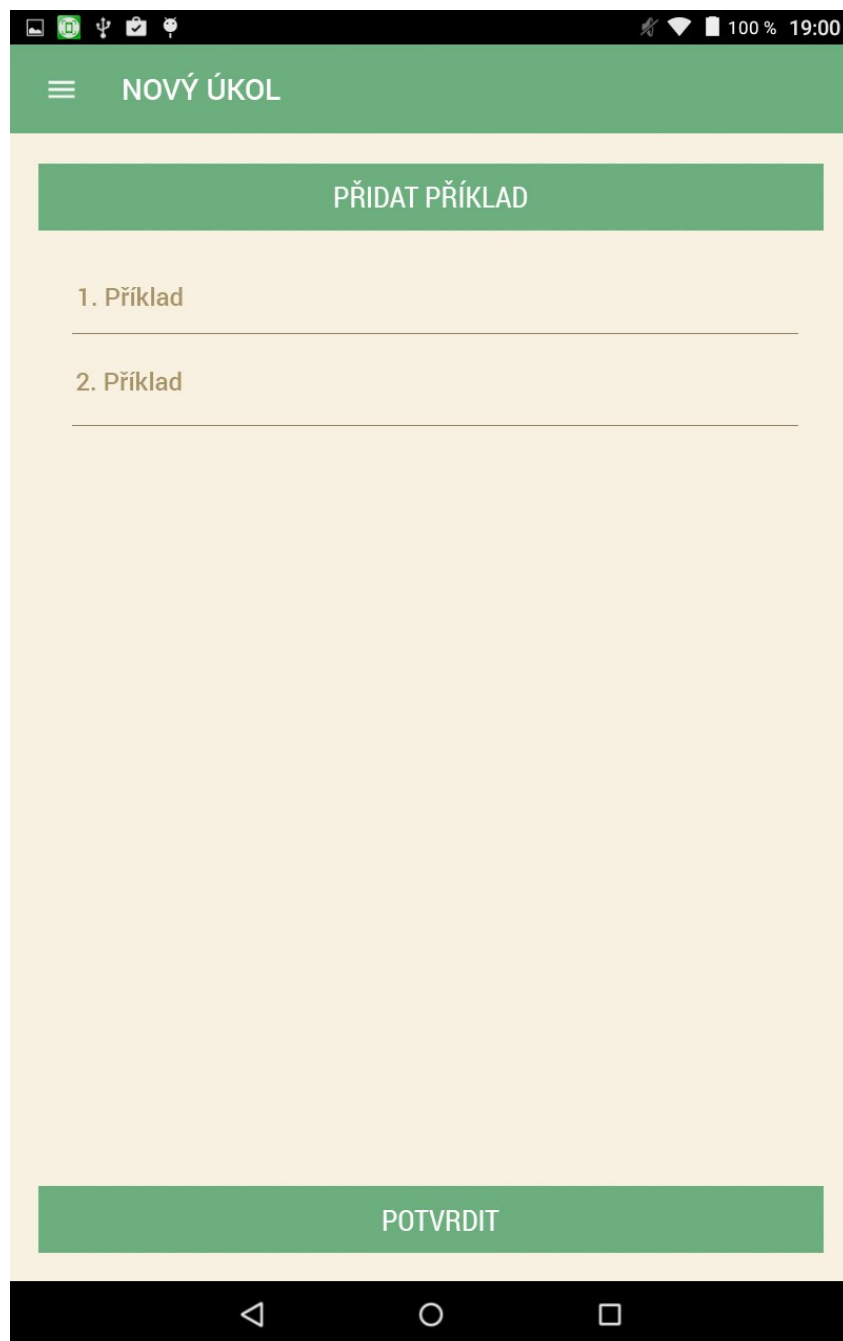 100 % 19:00
NOVÝ ÚKOL
PŘIDAT PŘÍKLAD
1. Příklad
2. Příklad
POTVRDIT